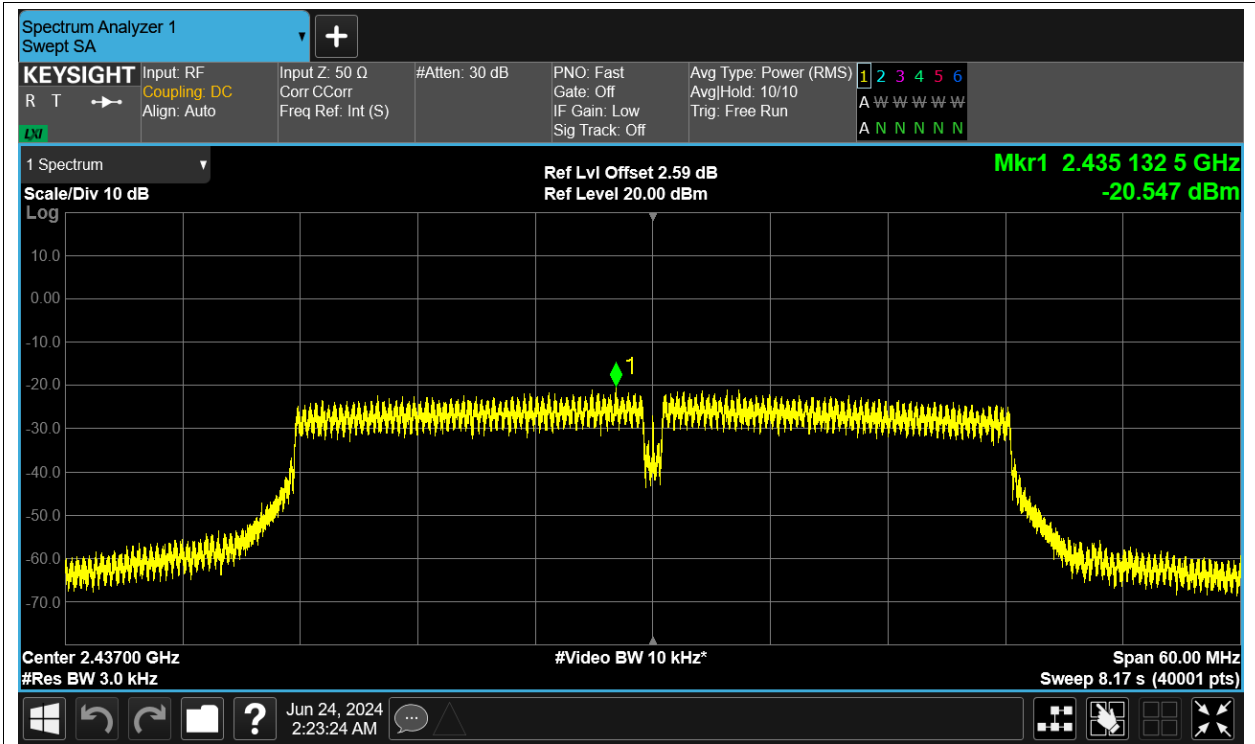 Spectrum Analyzer 1
Swept SA
KEYSIGHT
R T
LXI
Input: RF
Coupling: DC
Align: Auto
Input Z: 50 Ω
Corr CCorr
Freq Ref: Int (S)
#Atten: 30 dB
PNO: Fast
Gate: Off
IF Gain: Low
Sig Track: Off
Avg Type: Power (RMS)
Avg|Hold: 10/10
Trig: Free Run
1 2 3 4 5 6
A W W W W W
A N N N N N
1 Spectrum
Scale/Div 10 dB
Log
Ref Lvl Offset 2.59 dB
Ref Level 20.00 dBm
Mkr1 2.435 132 5 GHz
-20.547 dBm
10.0
0.00
-10.0
-20.0
-30.0
-40.0
-50.0
-60.0
-70.0
1
Center 2.43700 GHz
#Res BW 3.0 kHz
#Video BW 10 kHz*
Span 60.00 MHz
Sweep 8.17 s (40001 pts)
?
Jun 24, 2024
2:23:24 AM